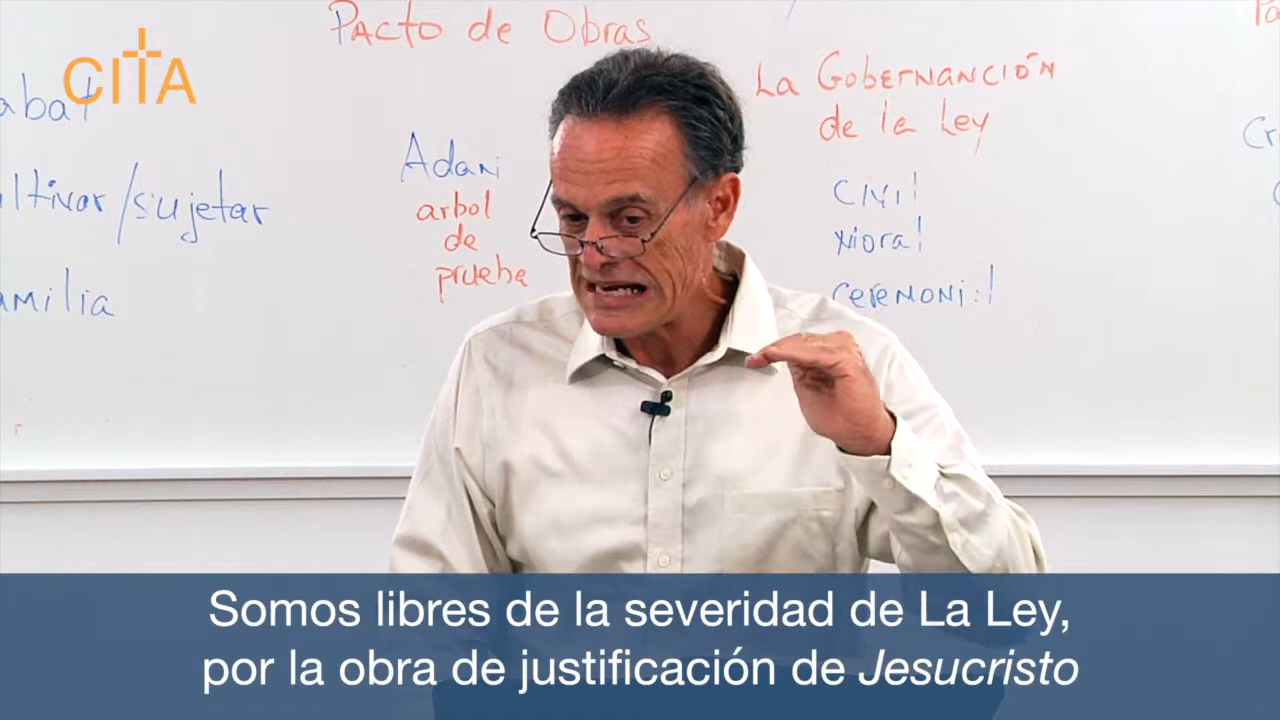 CITA
Pacto de Obras
abat
ultivar/sujetar
amilia
Adan
arbol
de
prueba
La Gobernanción
de la Ley
Civil
Moral
Ceremonial
Somos libres de la severidad de La Ley,
por la obra de justificación de Jesucristo